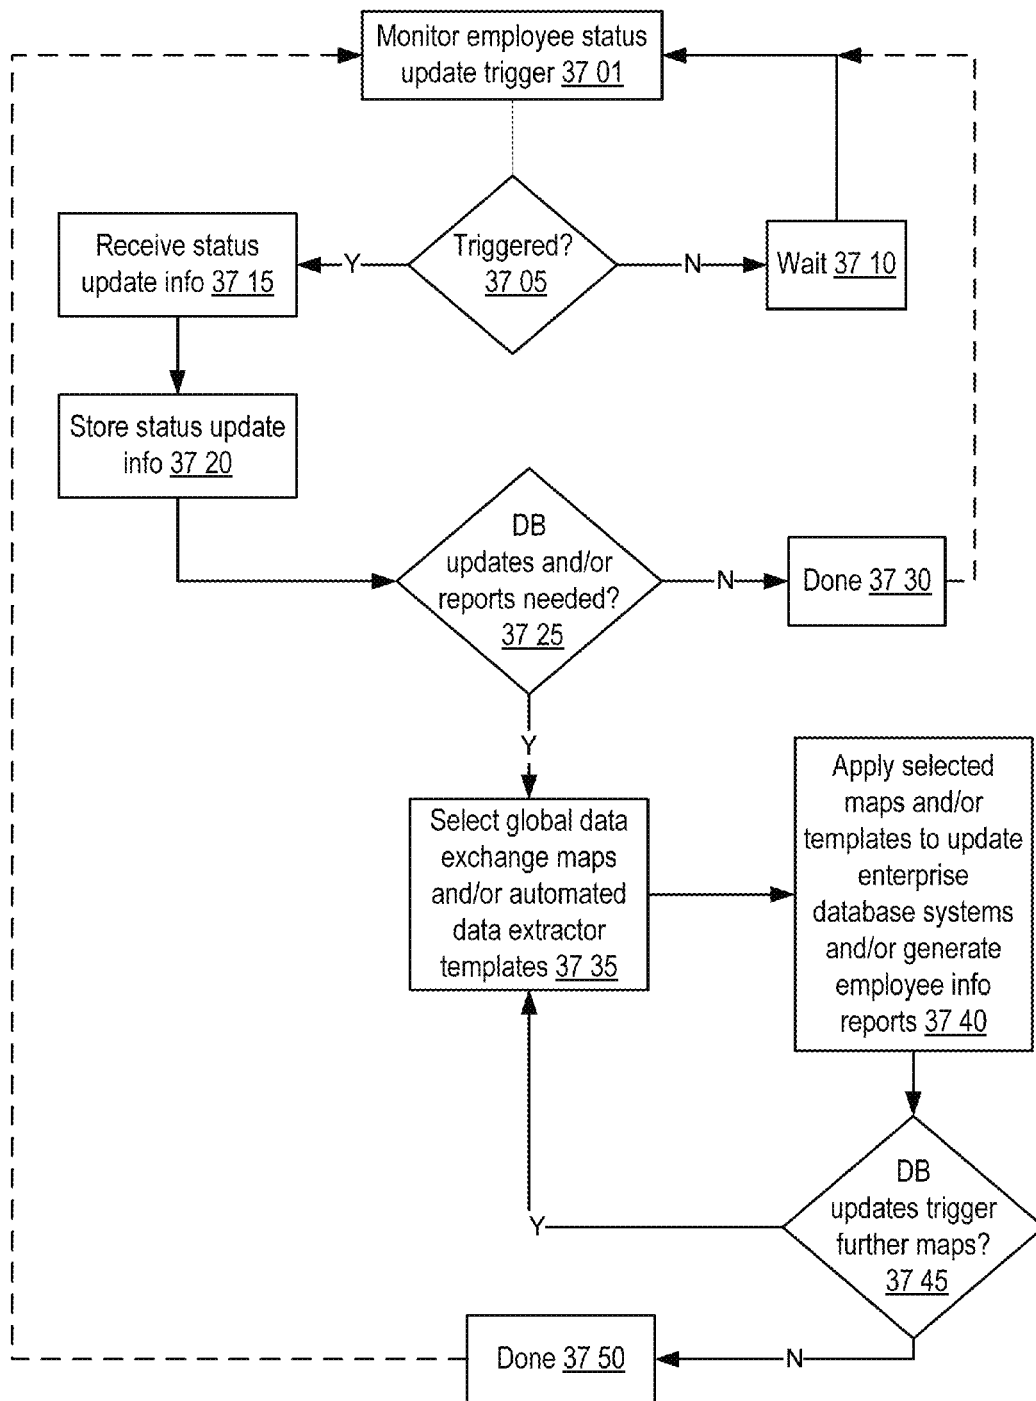 Monitor employee status
update trigger 37 01
Triggered?
37 05
Y
N
Wait 37 10
Receive status
update info 37 15
Store status update
info 37 20
DB
updates and/or
reports needed?
37 25
N
Done 37 30
Y
Select global data
exchange maps
and/or automated
data extractor
templates 37 35
Apply selected
maps and/or
templates to update
enterprise
database systems
and/or generate
employee info
reports 37 40
DB
updates trigger
further maps?
37 45
Y
N
Done 37 50